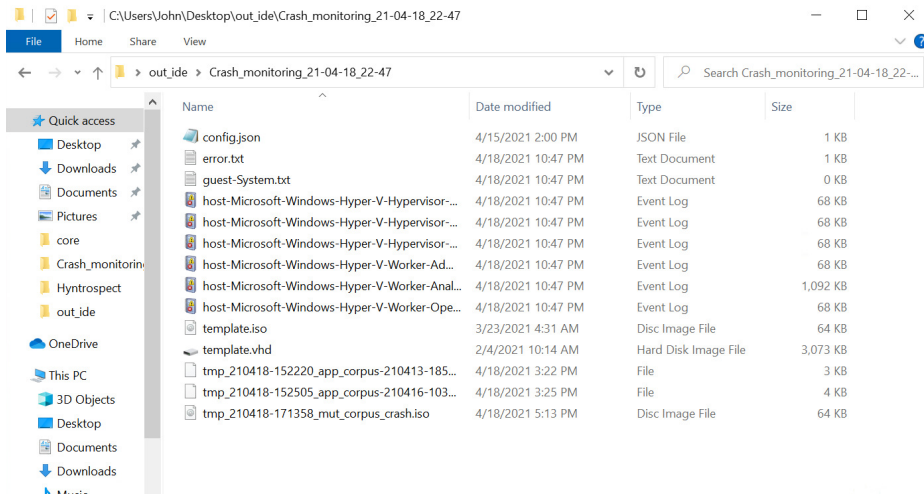 C:\Users\John\Desktop\out_ide\Crash_monitoring_21-04-18_22-47
File Home Share View
out_ide Crash_monitoring_21-04-18_22-47 Search Crash_monitoring_21-04-18_22-...
Name Date modified Type Size
Quick access
Desktop
Downloads
Documents
Pictures
core
Crash_monitorin
Hyntrospect
out_ide
OneDrive
This PC
3D Objects
Desktop
Documents
Downloads
Music
config.json 4/15/2021 2:00 PM JSON File 1 KB
error.txt 4/18/2021 10:47 PM Text Document 1 KB
guest-System.txt 4/18/2021 10:47 PM Text Document 0 KB
host-Microsoft-Windows-Hyper-V-Hypervisor-... 4/18/2021 10:47 PM Event Log 68 KB
host-Microsoft-Windows-Hyper-V-Hypervisor-... 4/18/2021 10:47 PM Event Log 68 KB
host-Microsoft-Windows-Hyper-V-Hypervisor-... 4/18/2021 10:47 PM Event Log 68 KB
host-Microsoft-Windows-Hyper-V-Worker-Ad... 4/18/2021 10:47 PM Event Log 68 KB
host-Microsoft-Windows-Hyper-V-Worker-Anal... 4/18/2021 10:47 PM Event Log 1,092 KB
host-Microsoft-Windows-Hyper-V-Worker-Ope... 4/18/2021 10:47 PM Event Log 68 KB
template.iso 3/23/2021 4:31 AM Disc Image File 64 KB
template.vhd 2/4/2021 10:14 AM Hard Disk Image File 3,073 KB
tmp_210418-152220_app_corpus-210413-185... 4/18/2021 3:22 PM File 3 KB
tmp_210418-152505_app_corpus-210416-103... 4/18/2021 3:25 PM File 4 KB
tmp_210418-171358_mut_corpus_crash.iso 4/18/2021 5:13 PM Disc Image File 64 KB